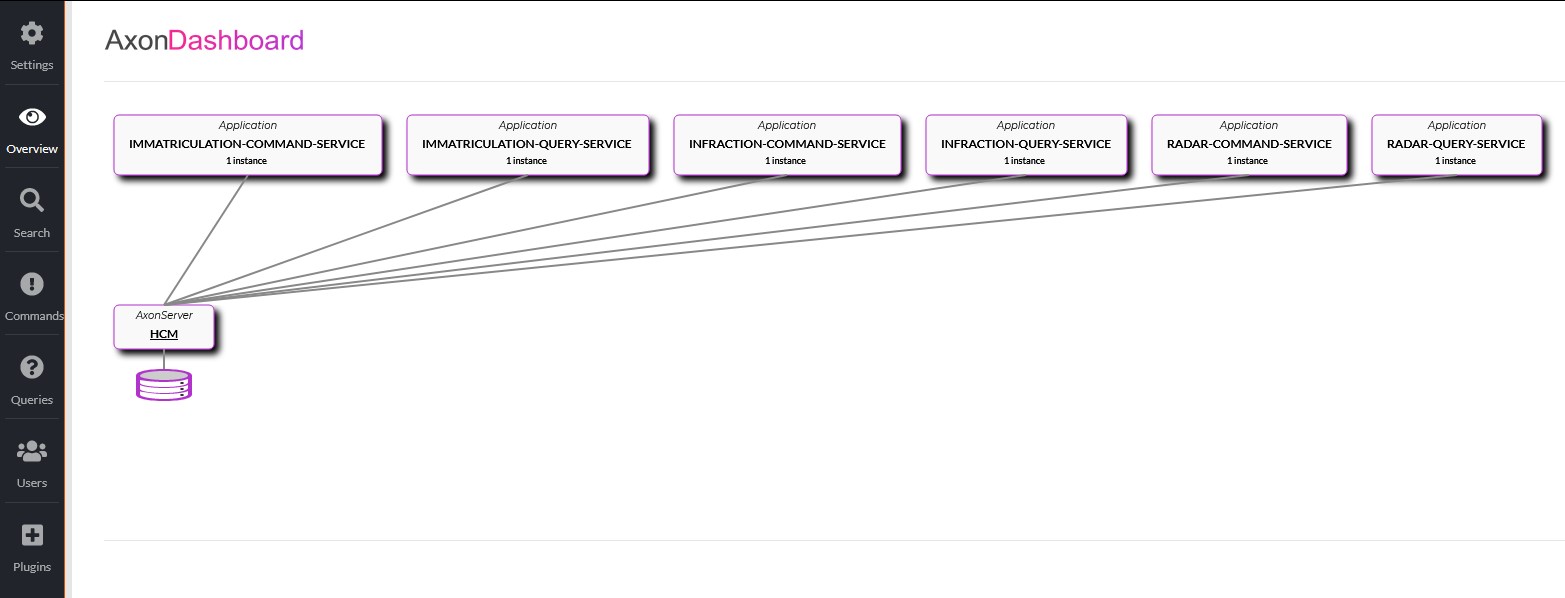 AxonDashboard
Settings
Overview
Search
Commands
Queries
Users
Plugins
Application
IMMATRICULATION-COMMAND-SERVICE
1 instance
Application
IMMATRICULATION-QUERY-SERVICE
1 instance
Application
INFRACTION-COMMAND-SERVICE
1 instance
Application
INFRACTION-QUERY-SERVICE
1 instance
Application
RADAR-COMMAND-SERVICE
1 instance
Application
RADAR-QUERY-SERVICE
1 instance
AxonServer
HCM